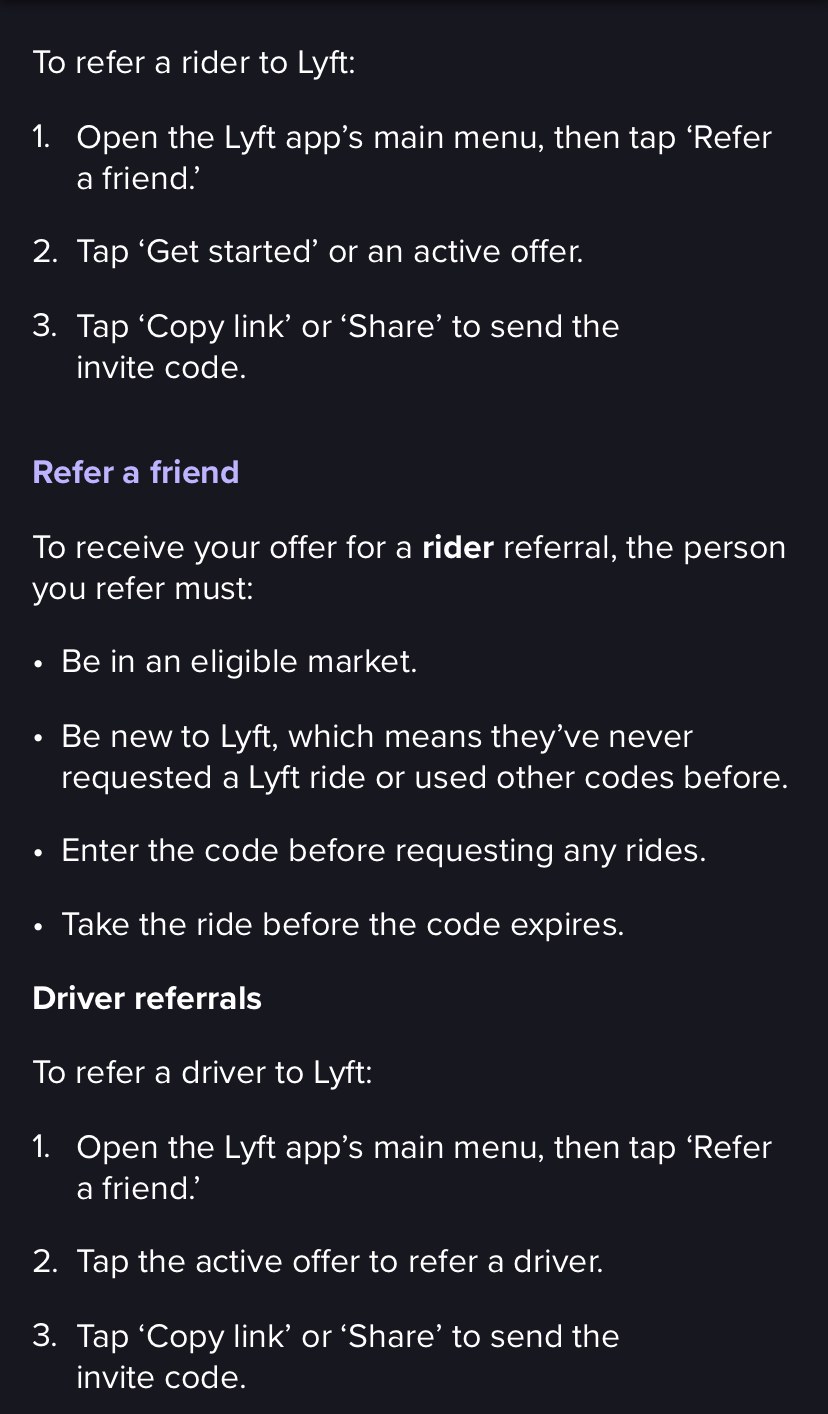 To refer a rider to Lyft:
1. Open the Lyft app’s main menu, then tap ‘Refer
a friend.’
2. Tap ‘Get started’ or an active offer.
3. Tap ‘Copy link’ or ‘Share’ to send the
invite code.
Refer a friend
To receive your offer for a rider referral, the person
you refer must:
• Be in an eligible market.
• Be new to Lyft, which means they’ve never
requested a Lyft ride or used other codes before.
• Enter the code before requesting any rides.
• Take the ride before the code expires.
Driver referrals
To refer a driver to Lyft:
1. Open the Lyft app’s main menu, then tap ‘Refer
a friend.’
2. Tap the active offer to refer a driver.
3. Tap ‘Copy link’ or ‘Share’ to send the
invite code.